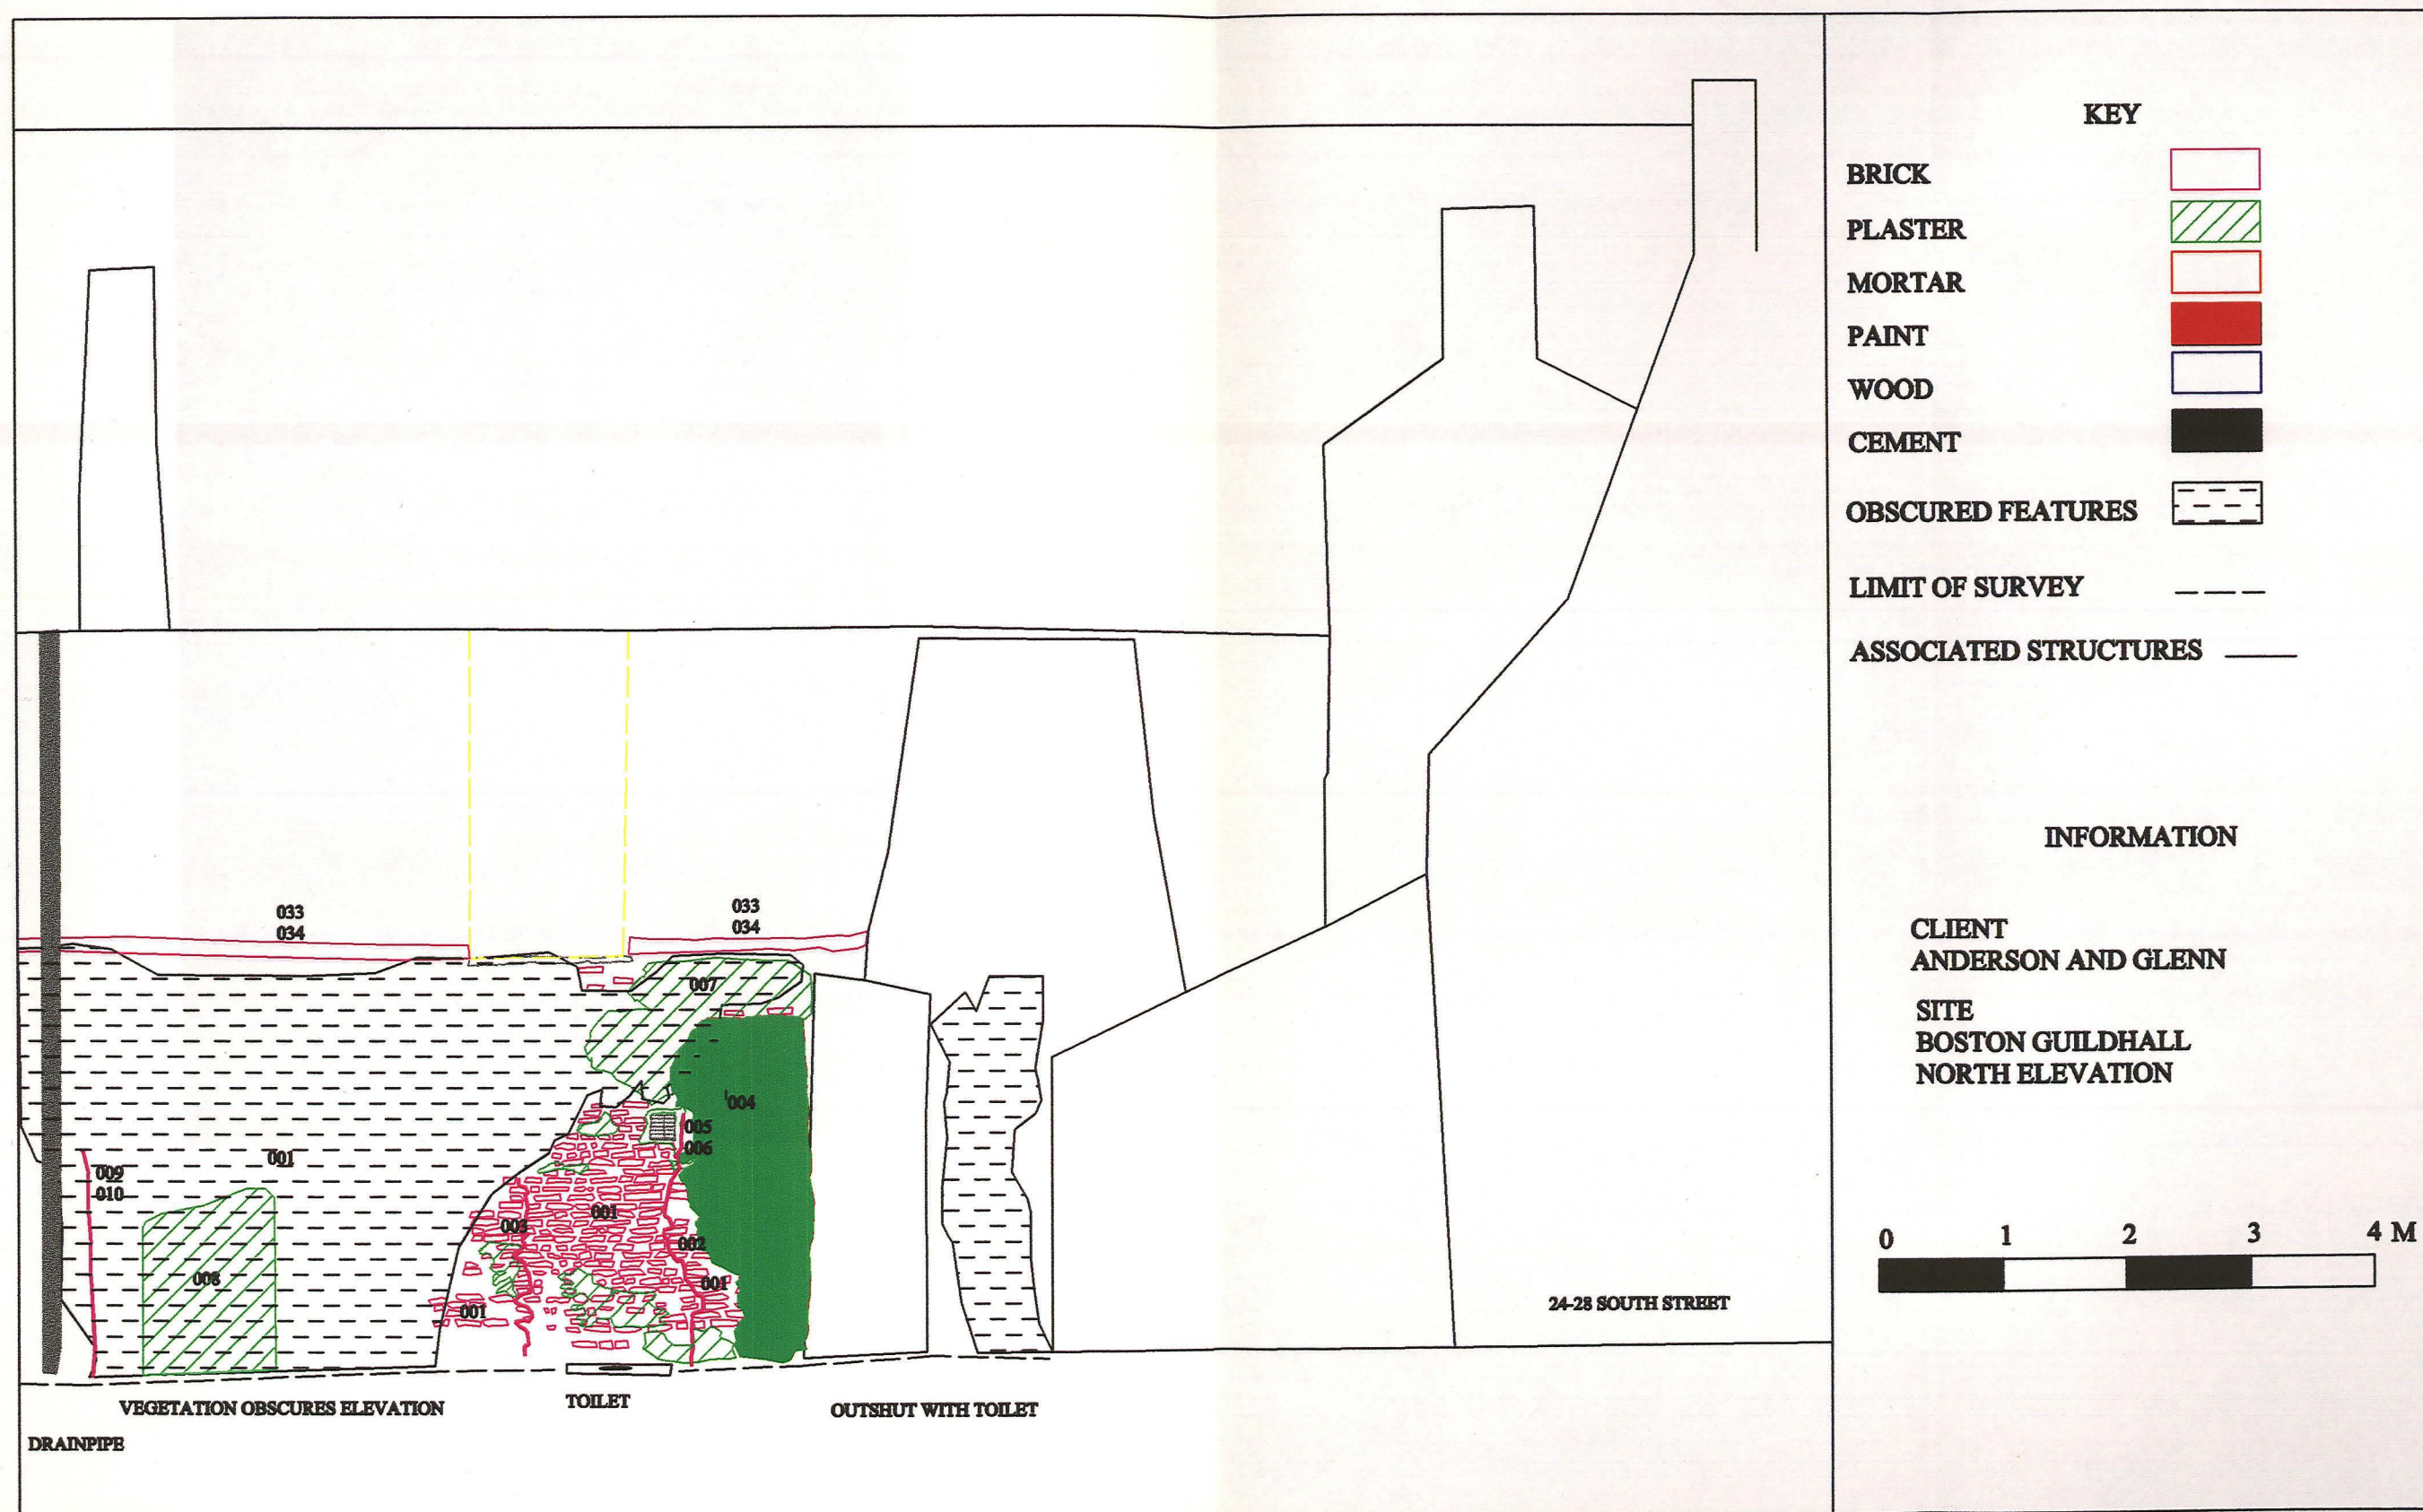 KEY
BRICK
PLASTER
MORTAR
PAINT
WOOD
CEMENT
OBSCURED FEATURES
LIMIT OF SURVEY
ASSOCIATED STRUCTURES
INFORMATION
CLIENT
ANDERSON AND GLENN
SITE
BOSTON GUILDHALL
NORTH ELEVATION
0 1 2 3 4 M
033
034
033
034
007
004
005
006
001
009
010
001
003
002
008
001
001
24-28 SOUTH STREET
VEGETATION OBSCURES ELEVATION
TOILET
OUTSHUT WITH TOILET
DRAINPIPE